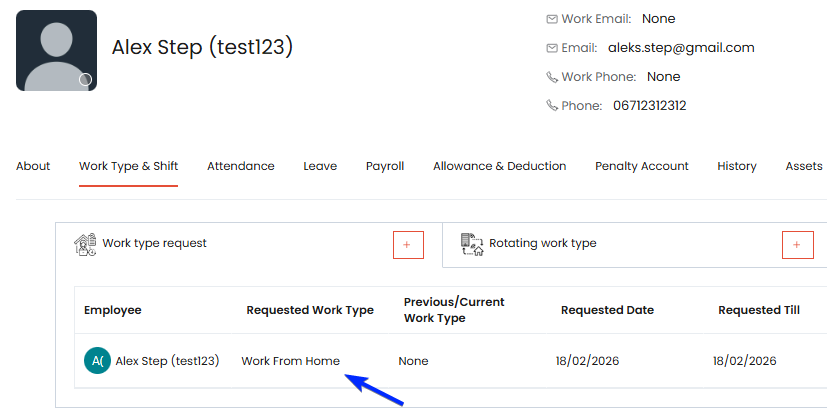 Alex Step (test123)
Work Email: None
Email: aleks.step@gmail.com
Work Phone: None
Phone: 06712312312
About Work Type & Shift Attendance Leave Payroll Allowance & Deduction Penalty Account History Assets
Work type request +
Rotating work type +
Employee Requested Work Type Previous/Current Work Type Requested Date Requested Till
A( Alex Step (test123) Work From Home None 18/02/2026 18/02/2026